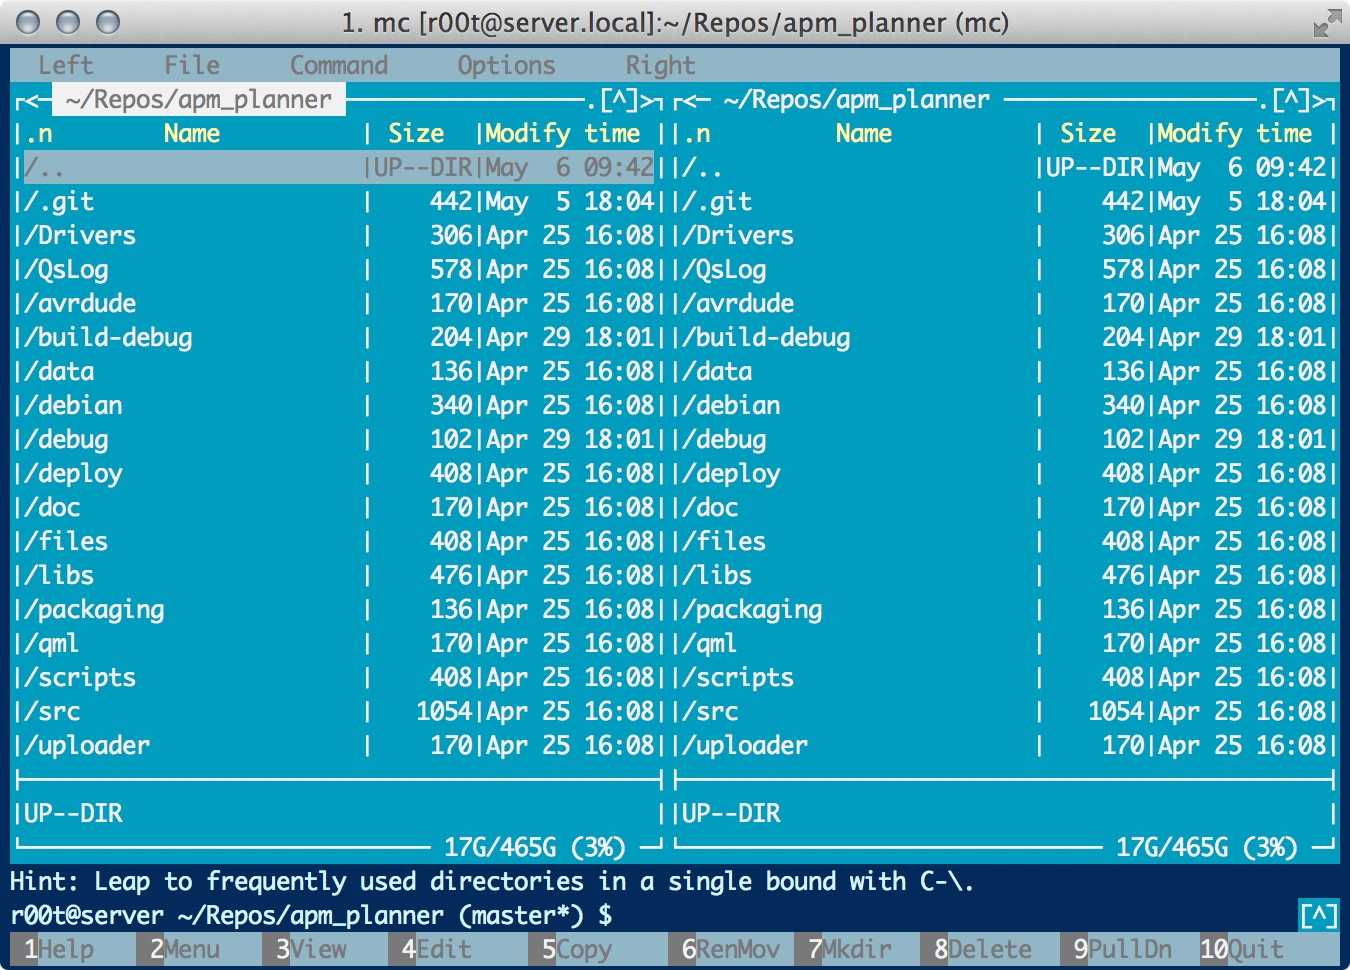 1. mc [r00t@server.local]:~/Repos/apm_planner (mc)
Left File Command Options Right
<─ ~/Repos/apm_planner ─.[^]> <─ ~/Repos/apm_planner ─.[^]>
|.n Name | Size |Modify time ||.n Name | Size |Modify time |
|/.. |UP--DIR|May 6 09:42||/.. |UP--DIR|May 6 09:42|
|/.git | 442|May 5 18:04||/.git | 442|May 5 18:04|
|/Drivers | 306|Apr 25 16:08||/Drivers | 306|Apr 25 16:08|
|/QsLog | 578|Apr 25 16:08||/QsLog | 578|Apr 25 16:08|
|/avrdude | 170|Apr 25 16:08||/avrdude | 170|Apr 25 16:08|
|/build-debug | 204|Apr 29 18:01||/build-debug | 204|Apr 29 18:01|
|/data | 136|Apr 25 16:08||/data | 136|Apr 25 16:08|
|/debian | 340|Apr 25 16:08||/debian | 340|Apr 25 16:08|
|/debug | 102|Apr 29 18:01||/debug | 102|Apr 29 18:01|
|/deploy | 408|Apr 25 16:08||/deploy | 408|Apr 25 16:08|
|/doc | 170|Apr 25 16:08||/doc | 170|Apr 25 16:08|
|/files | 408|Apr 25 16:08||/files | 408|Apr 25 16:08|
|/libs | 476|Apr 25 16:08||/libs | 476|Apr 25 16:08|
|/packaging | 136|Apr 25 16:08||/packaging | 136|Apr 25 16:08|
|/qml | 170|Apr 25 16:08||/qml | 170|Apr 25 16:08|
|/scripts | 408|Apr 25 16:08||/scripts | 408|Apr 25 16:08|
|/src | 1054|Apr 25 16:08||/src | 1054|Apr 25 16:08|
|/uploader | 170|Apr 25 16:08||/uploader | 170|Apr 25 16:08|
|UP--DIR ||UP--DIR |
17G/465G (3%) 17G/465G (3%)
Hint: Leap to frequently used directories in a single bound with C-\.
r00t@server ~/Repos/apm_planner (master*) $ [^]
1Help 2Menu 3View 4Edit 5Copy 6RenMov 7Mkdir 8Delete 9PullDn 10Quit